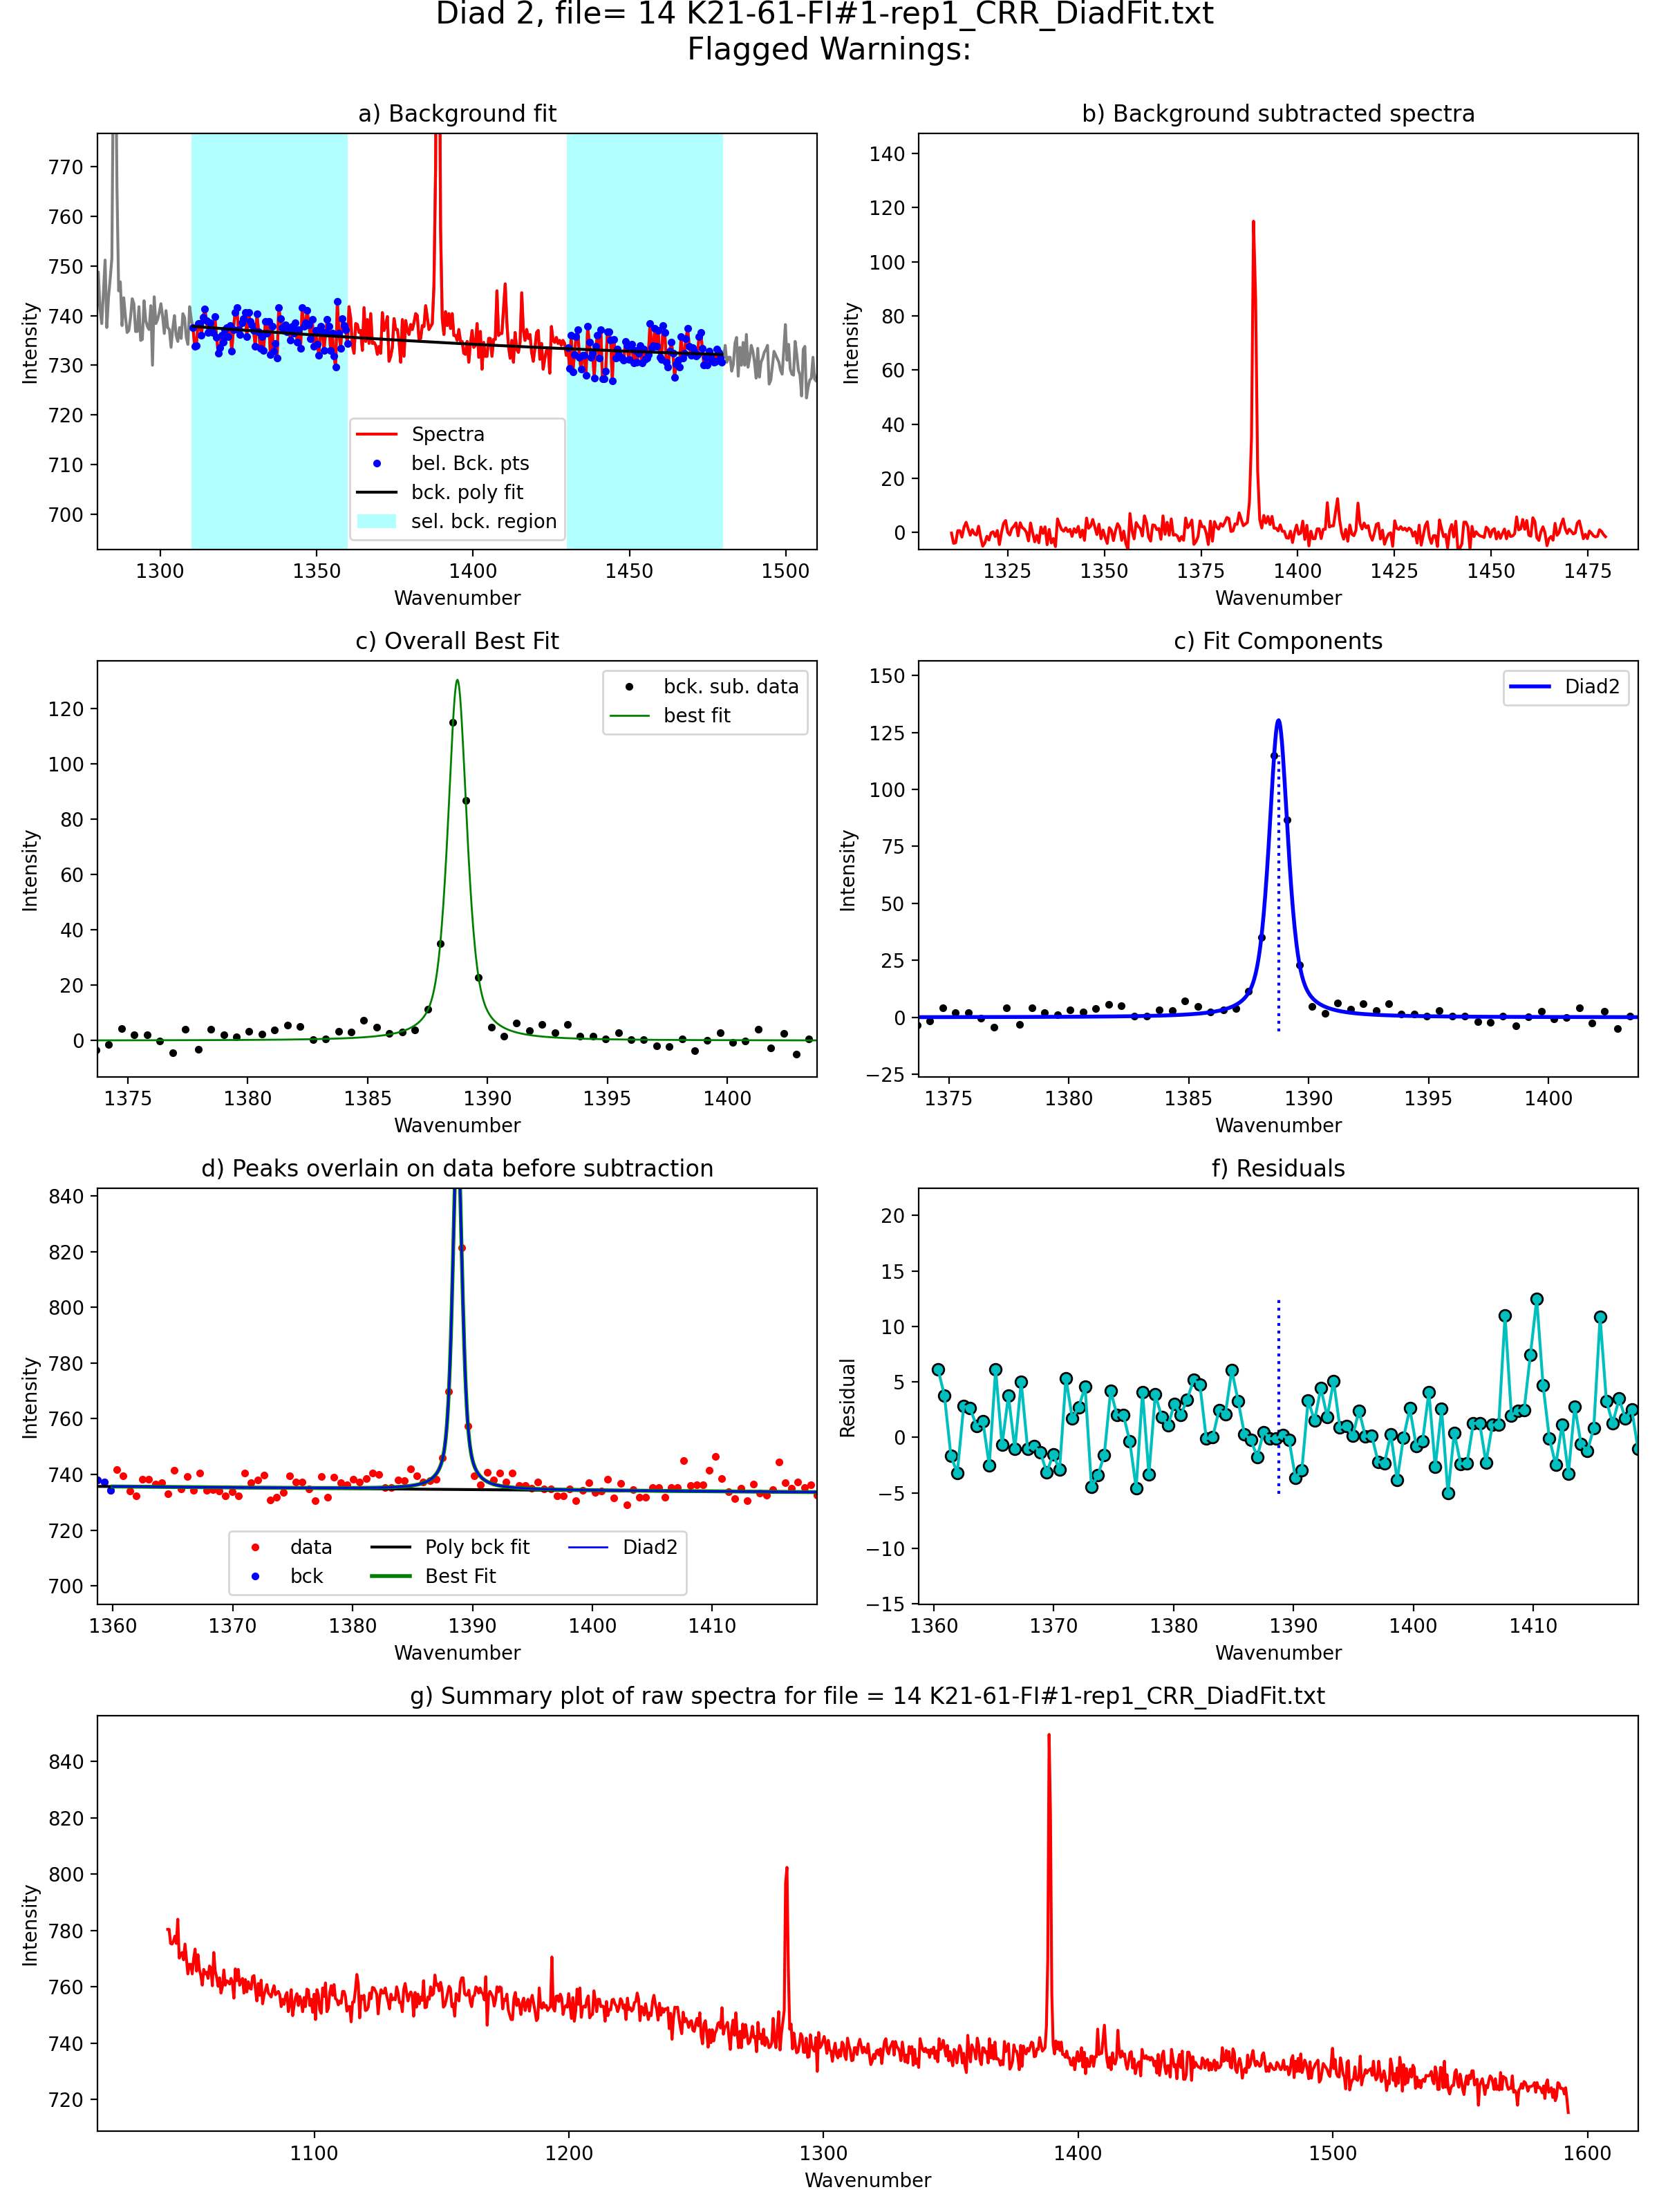 Diad 2, file= 14 K21-61-FI#1-rep1_CRR_DiadFit.txt
Flagged Warnings:
a) Background fit
770
760
750
740
730
720
710
700
Intensity
Spectra
bel. Bck. pts
bck. poly fit
sel. bck. region
1300 1350 1400 1450 1500
Wavenumber
b) Background subtracted spectra
140
120
100
80
60
40
20
0
Intensity
1325 1350 1375 1400 1425 1450 1475
Wavenumber
c) Overall Best Fit
120
100
80
60
40
20
0
Intensity
bck. sub. data
best fit
1375 1380 1385 1390 1395 1400
Wavenumber
c) Fit Components
150
125
100
75
50
25
0
−25
Intensity
Diad2
1375 1380 1385 1390 1395 1400
Wavenumber
d) Peaks overlain on data before subtraction
840
820
800
780
760
740
720
700
Intensity
data Poly bck fit Diad2
bck Best Fit
1360 1370 1380 1390 1400 1410
Wavenumber
f) Residuals
20
15
10
5
0
−5
−10
−15
Residual
1360 1370 1380 1390 1400 1410
Wavenumber
g) Summary plot of raw spectra for file = 14 K21-61-FI#1-rep1_CRR_DiadFit.txt
840
820
800
780
760
740
720
Intensity
1100 1200 1300 1400 1500 1600
Wavenumber